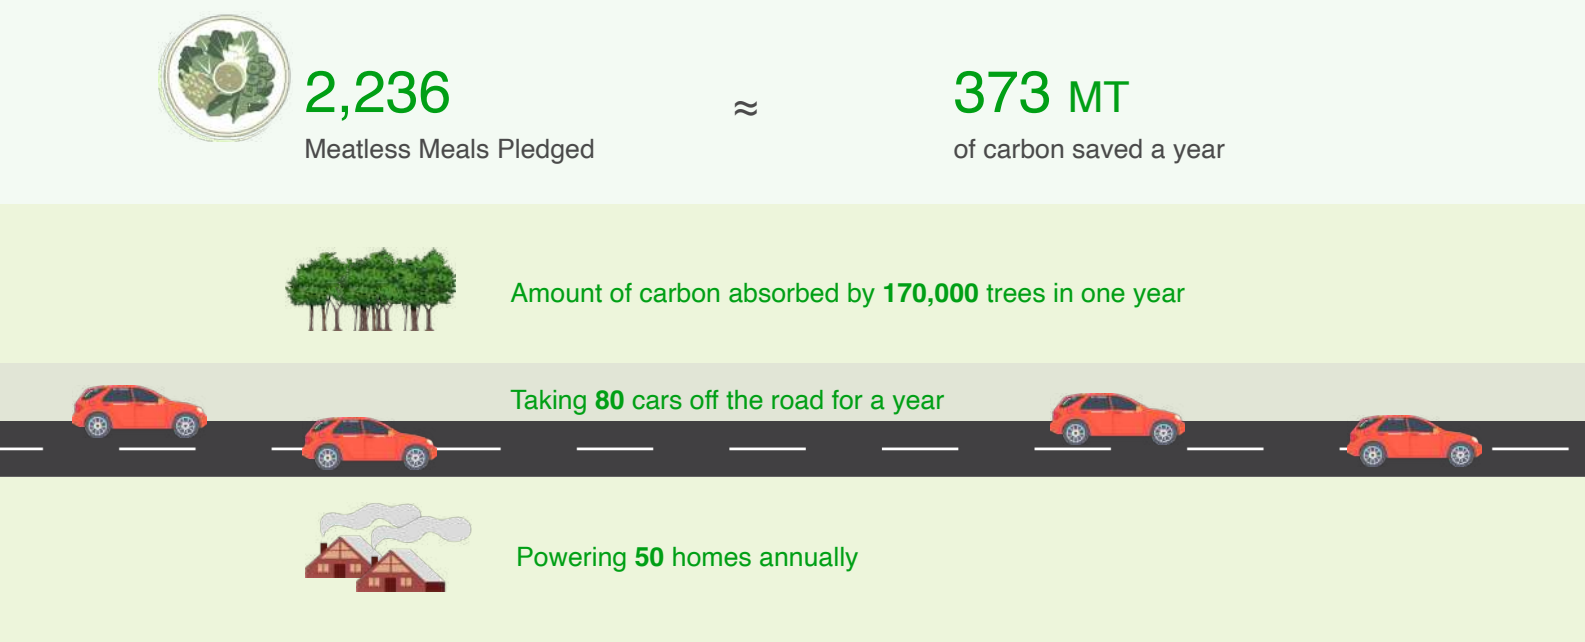 2,236
Meatless Meals Pledged
≈
373 MT
of carbon saved a year
Amount of carbon absorbed by 170,000 trees in one year
Taking 80 cars off the road for a year
Powering 50 homes annually